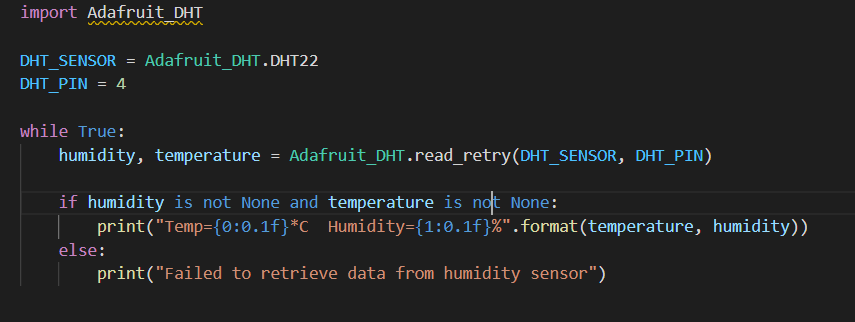 import Adafruit_DHT
DHT_SENSOR = Adafruit_DHT.DHT22
DHT_PIN = 4
while True:
    humidity, temperature = Adafruit_DHT.read_retry(DHT_SENSOR, DHT_PIN)
    if humidity is not None and temperature is not None:
        print("Temp={0:0.1f}*C  Humidity={1:0.1f}%".format(temperature, humidity))
    else:
        print("Failed to retrieve data from humidity sensor")